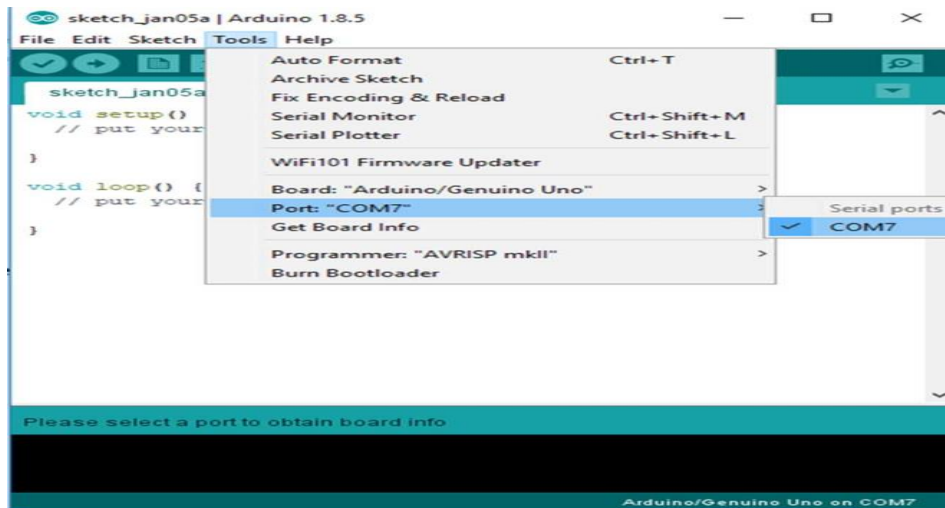 sketch_jan05a | Arduino 1.8.5
File Edit Sketch Tools Help
sketch_jan05a
void setup()
// put your
}
void loop() {
// put your
}
Auto Format Ctrl+T
Archive Sketch
Fix Encoding & Reload
Serial Monitor Ctrl+Shift+M
Serial Plotter Ctrl+Shift+L
WiFi101 Firmware Updater
Board: "Arduino/Genuino Uno" >
Port: "COM7" >
Get Board Info
Programmer: "AVRISP mkII" >
Burn Bootloader
Serial ports
COM7
Please select a port to obtain board info
Arduino/Genuino Uno on COM7